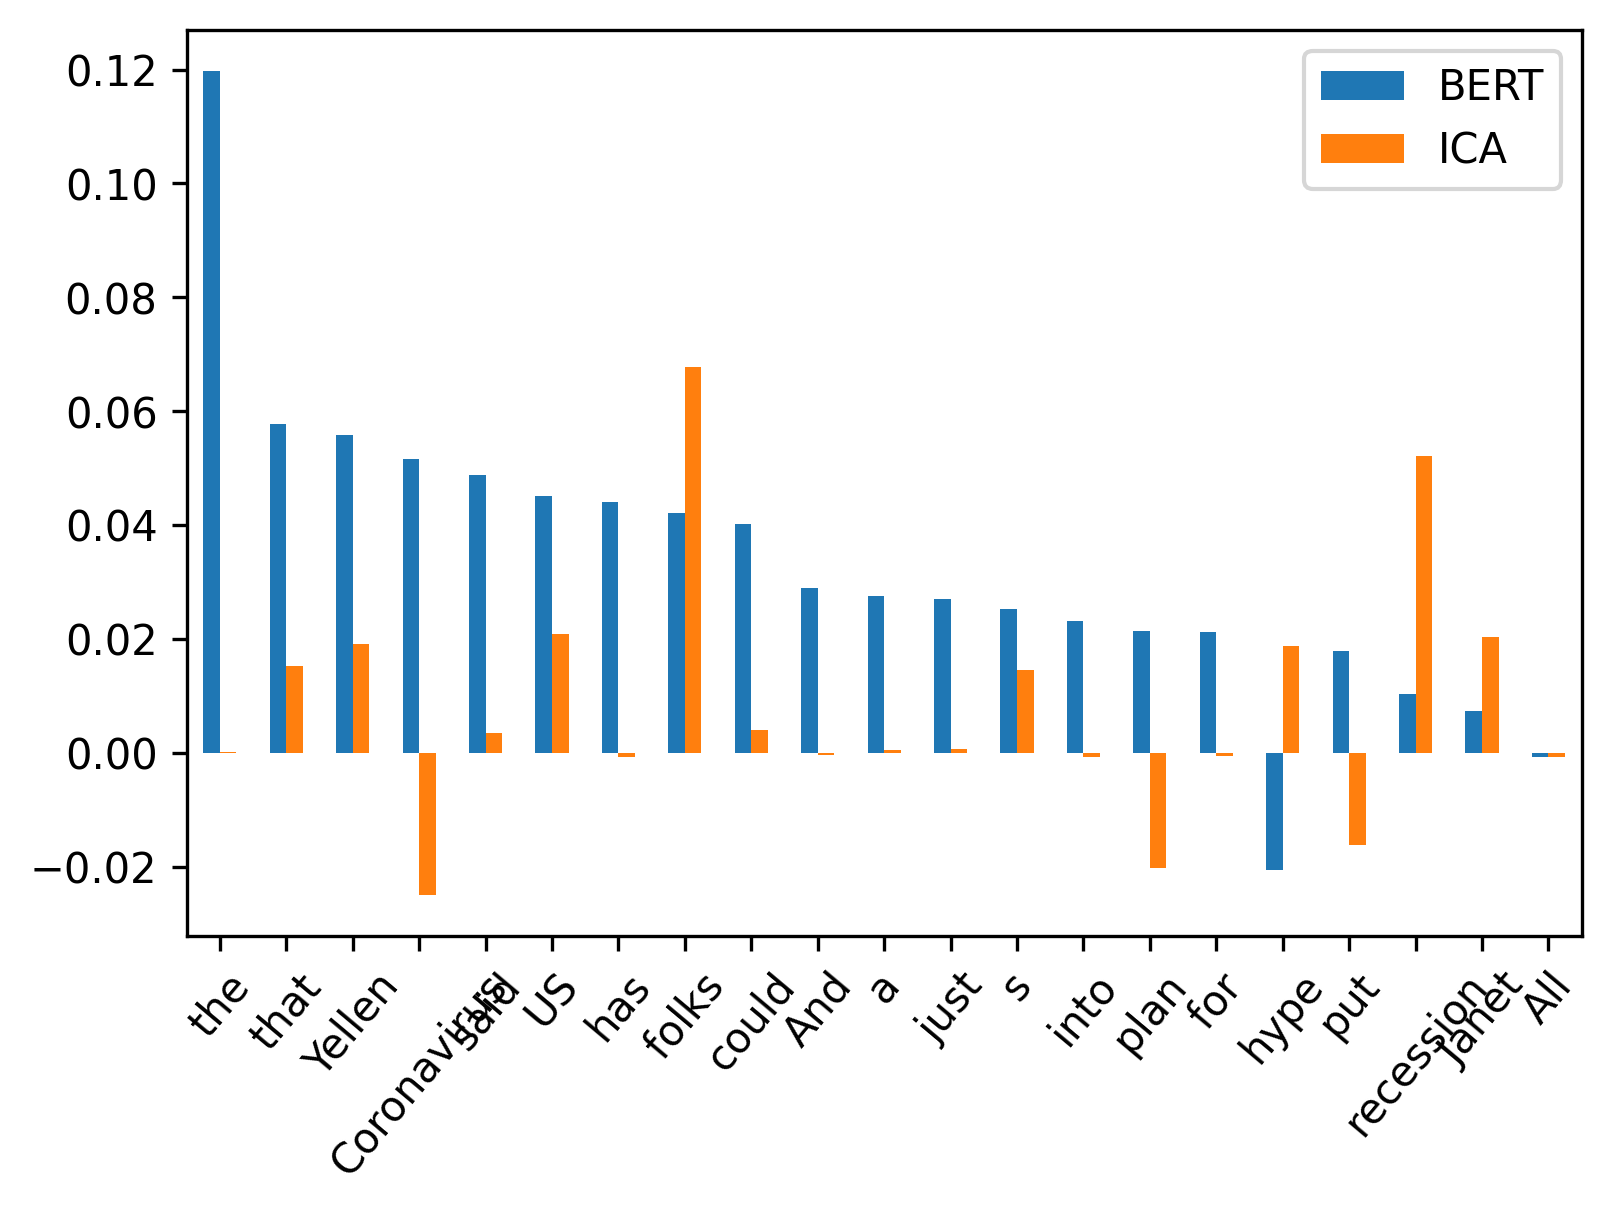 0.12
0.10
0.08
0.06
0.04
0.02
0.00
−0.02
BERT
ICA
the
that
Yellen
Coronavirus
said
US
has
folks
could
And
a
just
s
into
plan
for
hype
put
recession
Janet
All